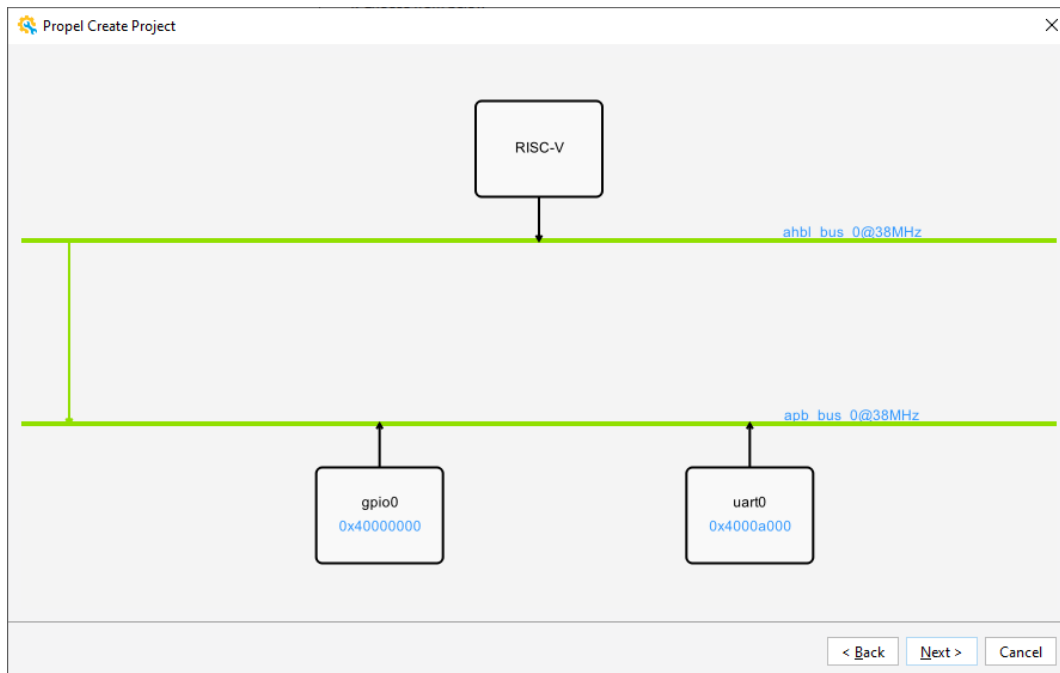 Propel Create Project
RISC-V
ahbl_bus_0@38MHz
apb_bus_0@38MHz
gpio0
0x40000000
uart0
0x4000a000
< Back
Next >
Cancel